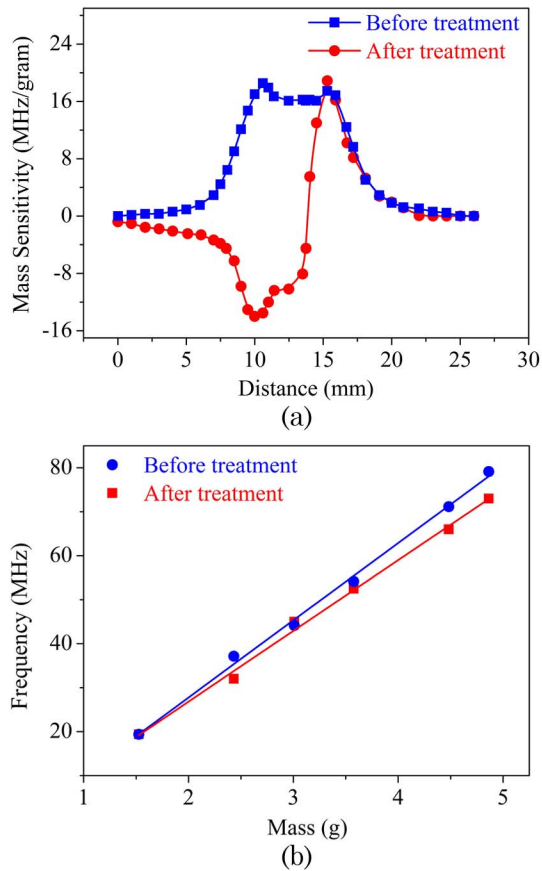 Before treatment
After treatment
Mass Sensitivity (MHz/gram)
24
16
8
0
-8
-16
0 5 10 15 20 25 30
Distance (mm)
(a)
Before treatment
After treatment
Frequency (MHz)
80
60
40
20
1 2 3 4 5
Mass (g)
(b)